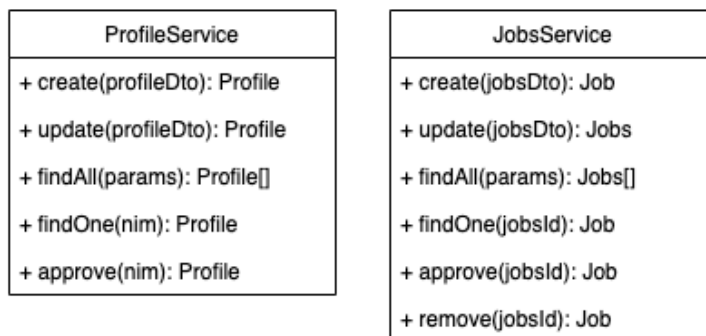 ProfileService
+ create(profileDto): Profile
+ update(profileDto): Profile
+ findAll(params): Profile[]
+ findOne(nim): Profile
+ approve(nim): Profile
JobsService
+ create(jobsDto): Job
+ update(jobsDto): Jobs
+ findAll(params): Jobs[]
+ findOne(jobsId): Job
+ approve(jobsId): Job
+ remove(jobsId): Job